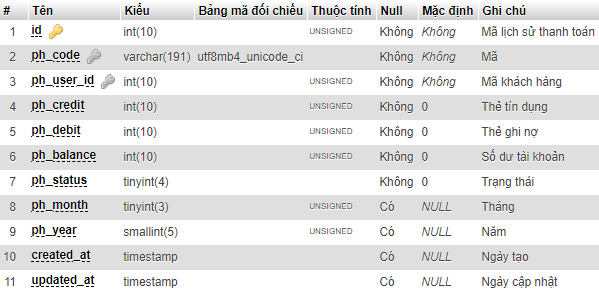 # Tên Kiểu Bảng mã đối chiếu Thuộc tính Null Mặc định Ghi chú
1 id int(10) UNSIGNED Không Không Mã lịch sử thanh toán
2 ph_code varchar(191) utf8mb4_unicode_ci Không Không Mã
3 ph_user_id int(10) UNSIGNED Không Không Mã khách hàng
4 ph_credit int(10) UNSIGNED Không 0 Thẻ tín dụng
5 ph_debit int(10) UNSIGNED Không 0 Thẻ ghi nợ
6 ph_balance int(10) UNSIGNED Không 0 Số dư tài khoản
7 ph_status tinyint(4) Không 0 Trạng thái
8 ph_month tinyint(3) UNSIGNED Có NULL Tháng
9 ph_year smallint(5) UNSIGNED Có NULL Năm
10 created_at timestamp Có NULL Ngày tạo
11 updated_at timestamp Có NULL Ngày cập nhật